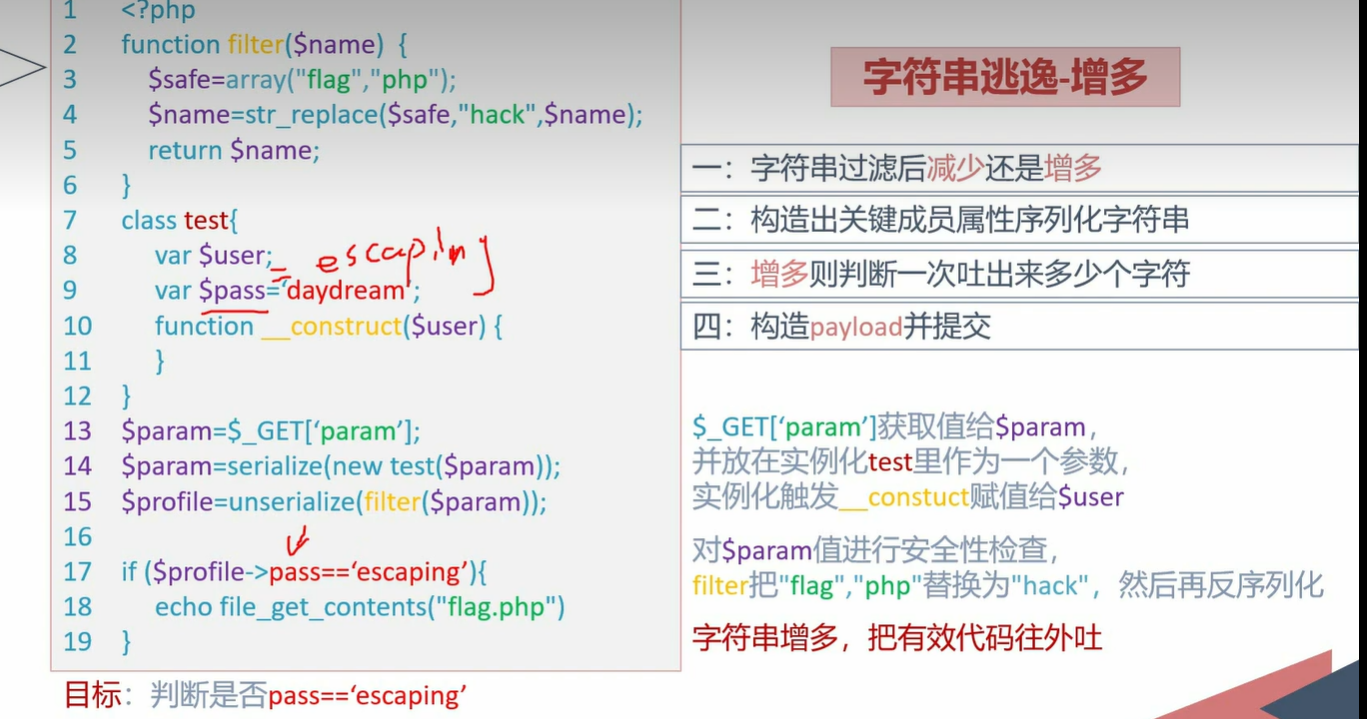 1 <?php
2 function filter($name) {
3 $safe=array("flag","php");
4 $name=str_replace($safe,"hack",$name);
5 return $name;
6 }
7 class test{
8 var $user;
escaping
9 var $pass=‘daydream’;
10 function __construct($user) {
11 }
12 }
13 $param=$_GET[‘param’];
14 $param=serialize(new test($param));
15 $profile=unserialize(filter($param));
16
17 if ($profile->pass==‘escaping’){
18 echo file_get_contents("flag.php")
19 }
目标：判断是否pass==‘escaping’
字符串逃逸-增多
一：字符串过滤后减少还是增多
二：构造出关键成员属性序列化字符串
三：增多则判断一次吐出来多少个字符
四：构造payload并提交
$_GET[‘param’]获取值给$param，
并放在实例化test里作为一个参数，
实例化触发__constuct赋值给$user
对$param值进行安全性检查，
filter把"flag","php"替换为"hack"，然后再反序列化
字符串增多，把有效代码往外吐